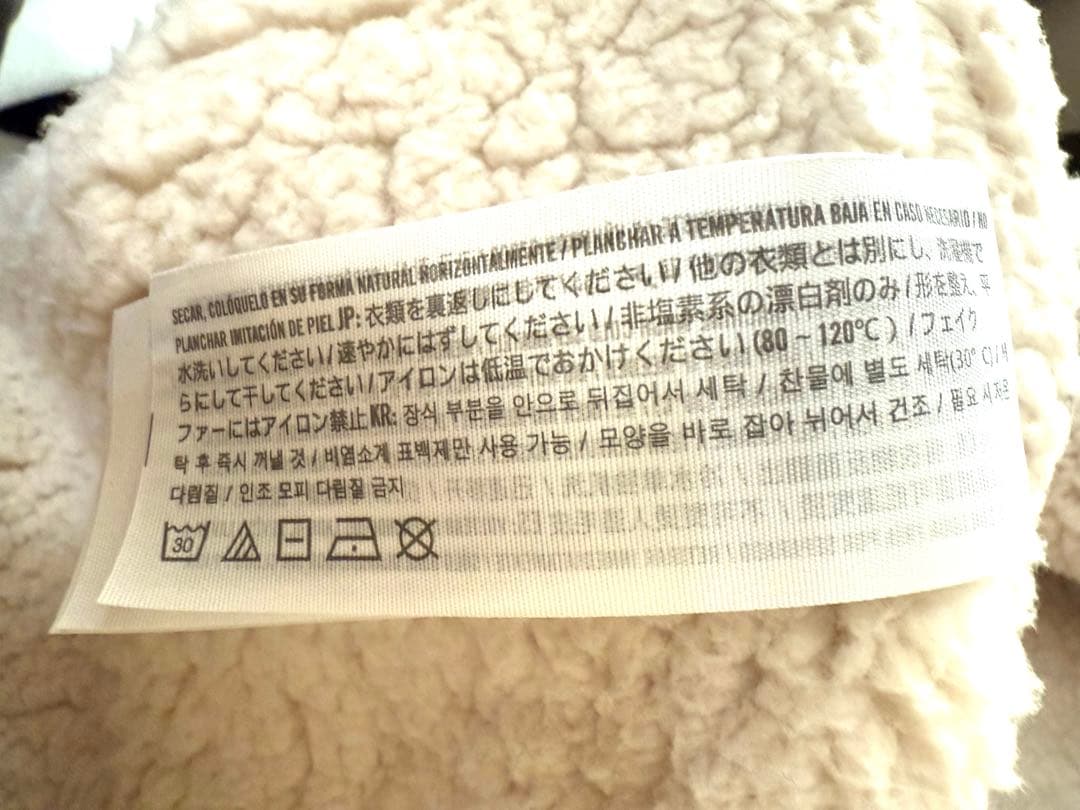 SECAR, COLÓQUELO EN SU FORMA NATURAL HORIZONTALMENTE / PLANCHAR A TEMPERATURA BAJA EN CASO NECESARIO / NO
PLANCHAR IMITACIÓN DE PIEL JP: 衣類を裏返しにしてください / 他の衣類とは別にし、洗濯機で
水洗いしてください / 速やかにはずしてください / 非塩素系の漂白剤のみ / 形を整え、平
らにして干してください / アイロンは低温でおかけください (80 ~ 120°C) / フェイク
ファーにはアイロン禁止 KR: 장식 부분을 안으로 뒤집어서 세탁 / 찬물에 별도 세탁(30°C) / 세
탁 후 즉시 꺼낼 것 / 비염소계 표백제만 사용 가능 / 모양을 바로 잡아 뉘어서 건조 / 필요 시 저온
다림질 / 인조 모피 다림질 금지
30